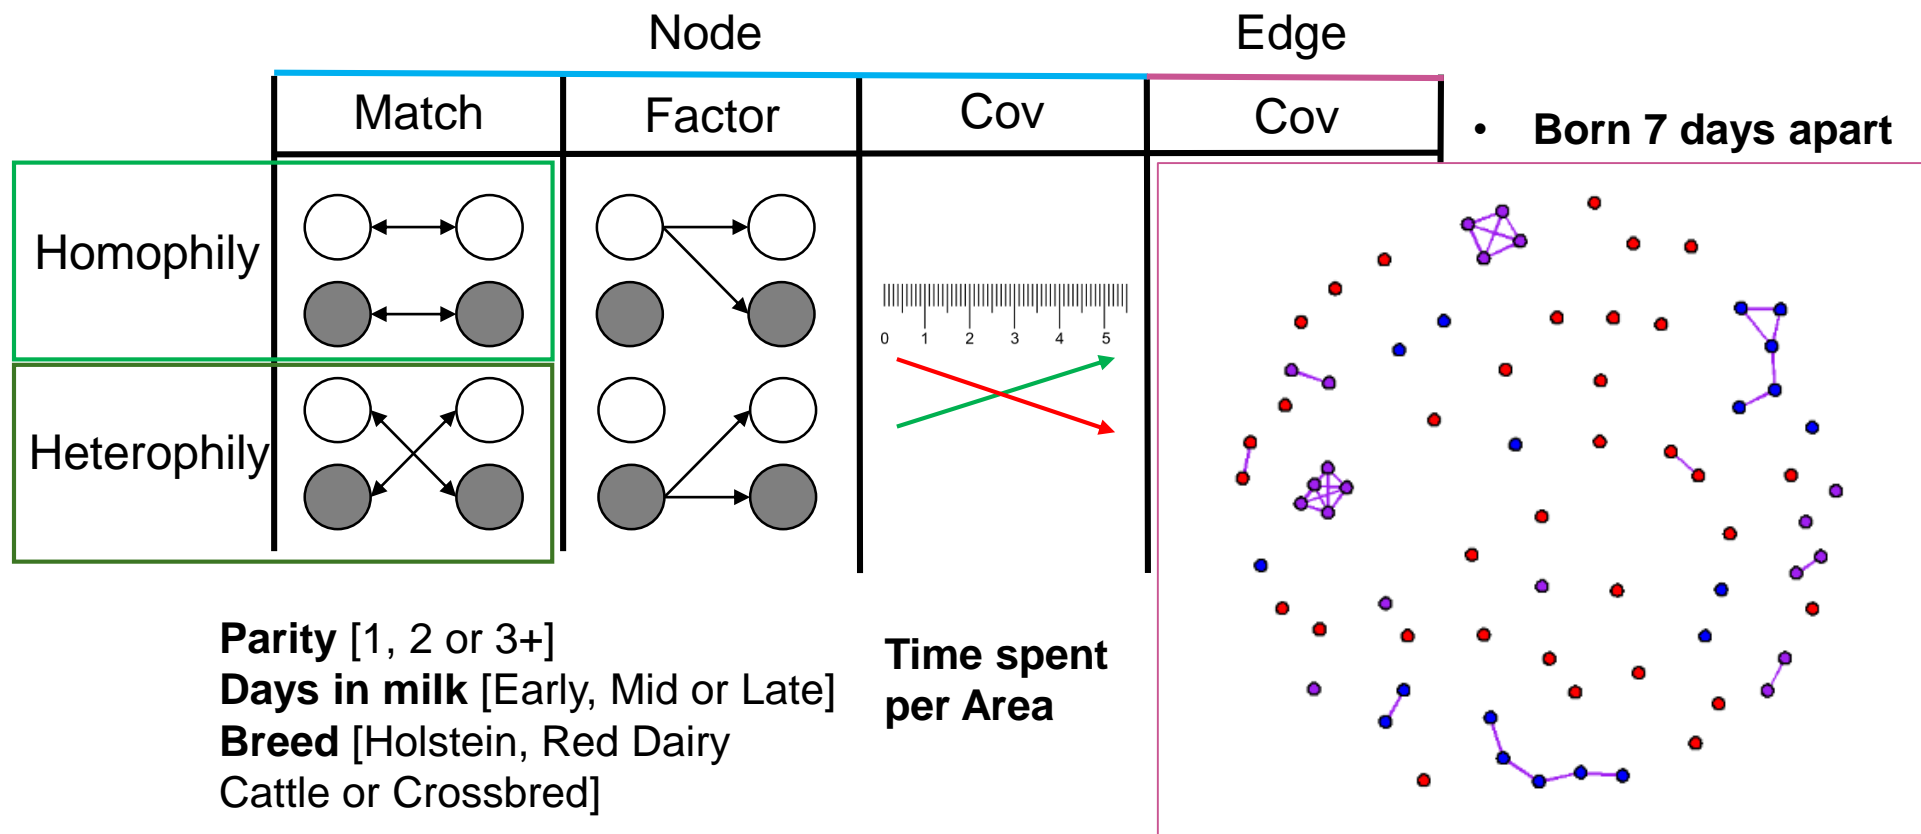 Node
Edge
Match
Factor
Cov
Cov
• Born 7 days apart
Homophily
0 1 2 3 4 5
Heterophily
Parity [1, 2 or 3+]
Days in milk [Early, Mid or Late]
Breed [Holstein, Red Dairy
Cattle or Crossbred]
Time spent
per Area